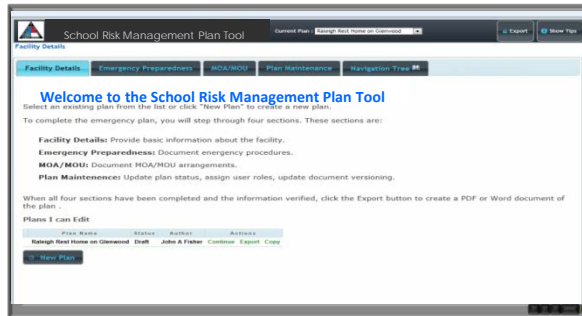 School Risk Management Plan Tool
Current Plan : Raleigh Rest Home on Glenwood
Export
Show Tips
Facility Details
Facility Details
Emergency Preparedness
MOA/MOU
Plan Maintenance
Navigation Tree
Welcome to the School Risk Management Plan Tool
Select an existing plan from the list or click "New Plan" to create a new plan.
To complete the emergency plan, you will step through four sections. These sections are:
Facility Details: Provide basic information about the facility.
Emergency Preparedness: Document energency procedures.
MOA/MOU: Document MOA/MOU arrangements.
Plan Maintenence: Update plan status, assign user roles, update document versioning.
When all four sections have been completed and the information verified, click the Export button to create a PDF or Word document of
the plan .
Plans I can Edit
Plan Name Status Author Actions
Raleigh Rest Home on Glenwood Draft John A Fisher Continue Export Copy
New Plan